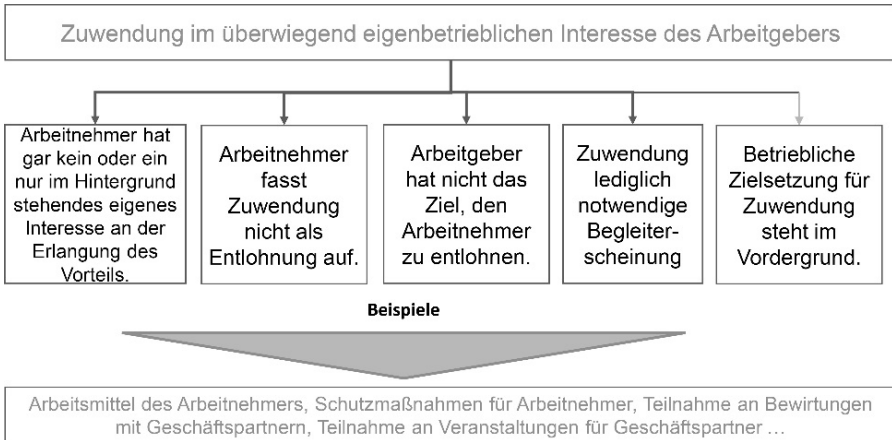 Zuwendung im überwiegend eigenbetrieblichen Interesse des Arbeitgebers
Arbeitnehmer hat
gar kein oder ein
nur im Hintergrund
stehendes eigenes
Interesse an der
Erlangung des
Vorteils.
Arbeitnehmer
fasst
Zuwendung
nicht als
Entlohnung auf.
Arbeitgeber
hat nicht das
Ziel, den
Arbeitnehmer
zu entlohnen.
Zuwendung
lediglich
notwendige
Begleiter-
scheinung
Betriebliche
Zielsetzung für
Zuwendung
steht im
Vordergrund.
Beispiele
Arbeitsmittel des Arbeitnehmers, Schutzmaßnahmen für Arbeitnehmer, Teilnahme an Bewirtungen
mit Geschäftspartnern, Teilnahme an Veranstaltungen für Geschäftspartner ...